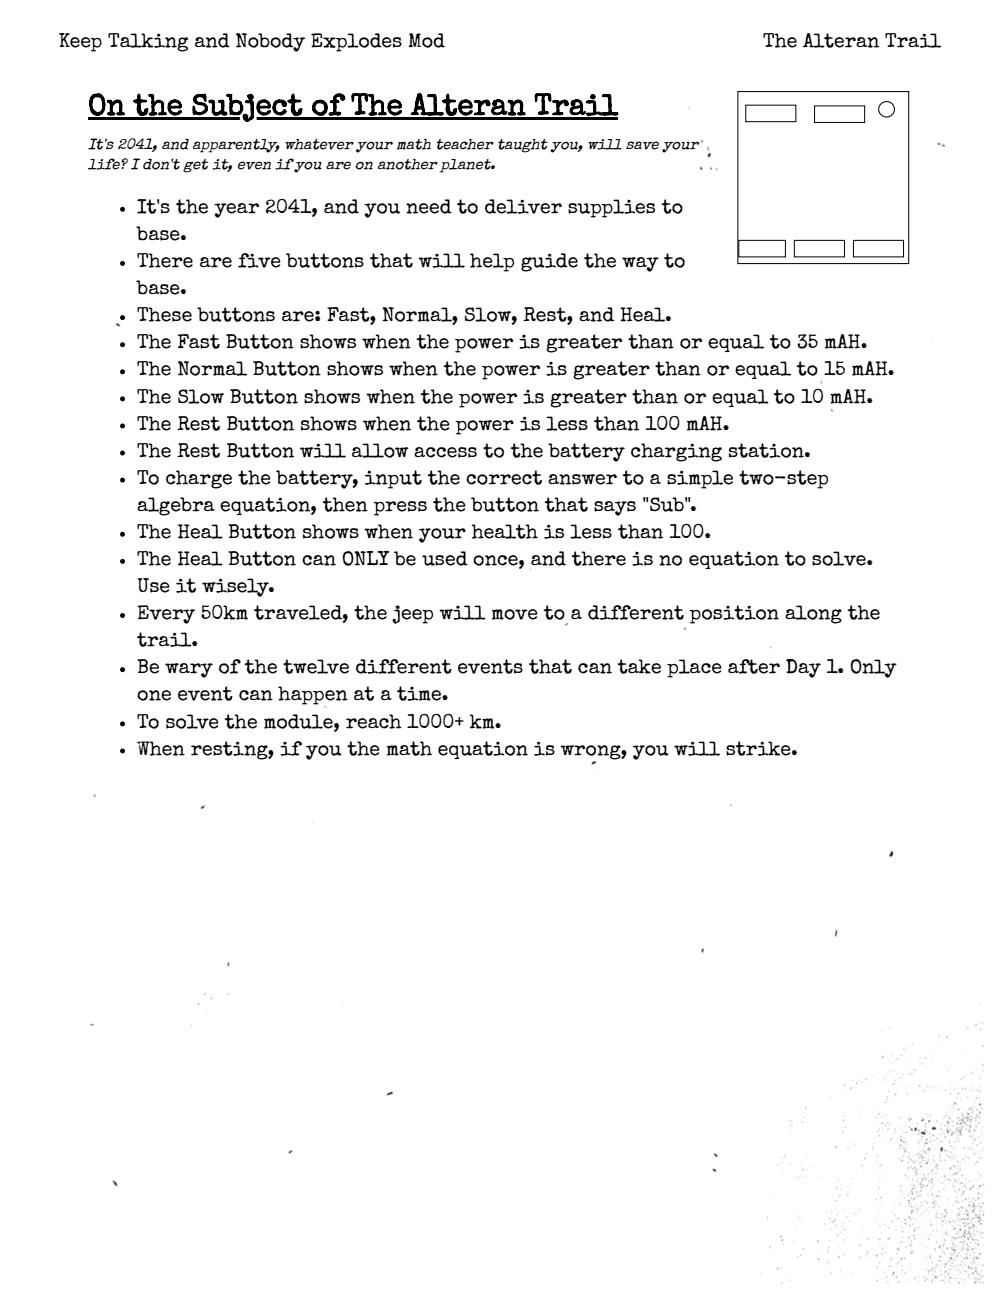 Keep Talking and Nobody Explodes Mod
The Alteran Trail
On the Subject of The Alteran Trail
It's 2041, and apparently, whatever your math teacher taught you, will save your
life? I don't get it, even if you are on another planet.
• It's the year 2041, and you need to deliver supplies to
base.
• There are five buttons that will help guide the way to
base.
• These buttons are: Fast, Normal, Slow, Rest, and Heal.
• The Fast Button shows when the power is greater than or equal to 35 mAH.
• The Normal Button shows when the power is greater than or equal to 15 mAH.
• The Slow Button shows when the power is greater than or equal to 10 mAH.
• The Rest Button shows when the power is less than 100 mAH.
• The Rest Button will allow access to the battery charging station.
• To charge the battery, input the correct answer to a simple two-step
algebra equation, then press the button that says "Sub".
• The Heal Button shows when your health is less than 100.
• The Heal Button can ONLY be used once, and there is no equation to solve.
Use it wisely.
• Every 50km traveled, the jeep will move to a different position along the
trail.
• Be wary of the twelve different events that can take place after Day 1. Only
one event can happen at a time.
• To solve the module, reach 1000+ km.
• When resting, if you the math equation is wrong, you will strike.